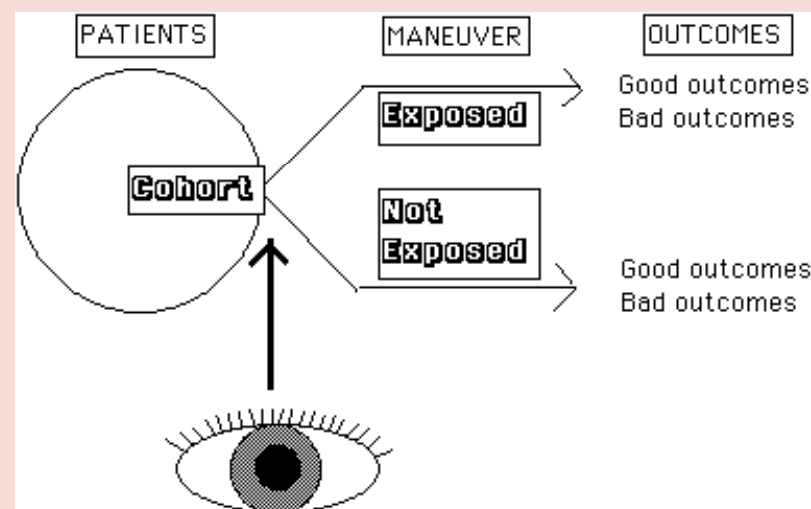 PATIENTS
MANEUVER
OUTCOMES
Good outcomes
Bad outcomes
Exposed
Cohort
Not
Exposed
Good outcomes
Bad outcomes